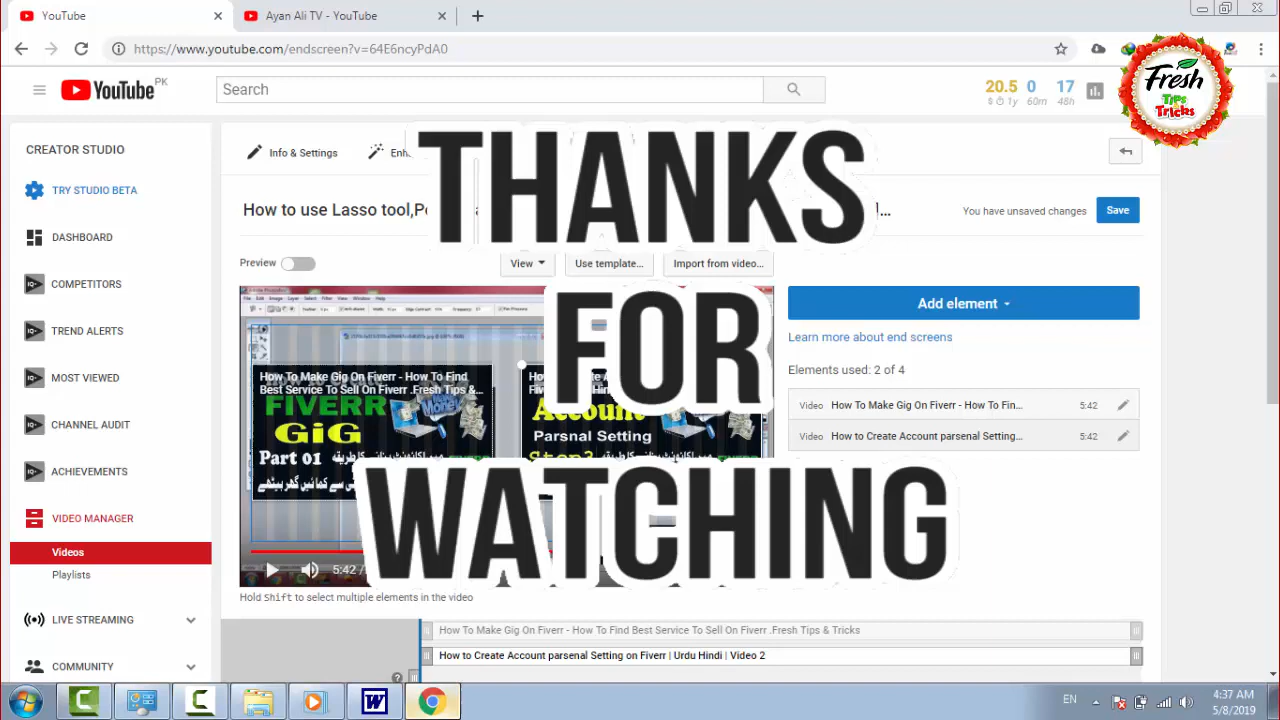 YouTube
Ayan Ali TV - YouTube
https://www.youtube.com/endscreen?v=64E6ncyPdA0
YouTube PK
Search
20.5 0 17
$ 1y 60m 48h
Fresh
Tips
Tricks
CREATOR STUDIO
TRY STUDIO BETA
DASHBOARD
COMPETITORS
TREND ALERTS
MOST VIEWED
CHANNEL AUDIT
ACHIEVEMENTS
VIDEO MANAGER
Videos
Playlists
LIVE STREAMING
COMMUNITY
Info & Settings
THANKS
FOR
WATCHING
How to use Lasso tool
You have unsaved changes
Save
Preview
View
Use template...
Import from video...
Add element
Learn more about end screens
Elements used: 2 of 4
Video How To Make Gig On Fiverr - How To Fin... 5:42
Video How to Create Account parsenal Setting... 5:42
How To Make Gig On Fiverr - How To Find
Best Service To Sell On Fiverr .Fresh Tips &...
FIVERR
GiG
Part 01
Account
Parsnal Setting
5:42 /
Hold Shift to select multiple elements in the video
How To Make Gig On Fiverr - How To Find Best Service To Sell On Fiverr .Fresh Tips & Tricks
How to Create Account parsenal Setting on Fiverr | Urdu Hindi | Video 2
EN
4:37 AM
5/8/2019